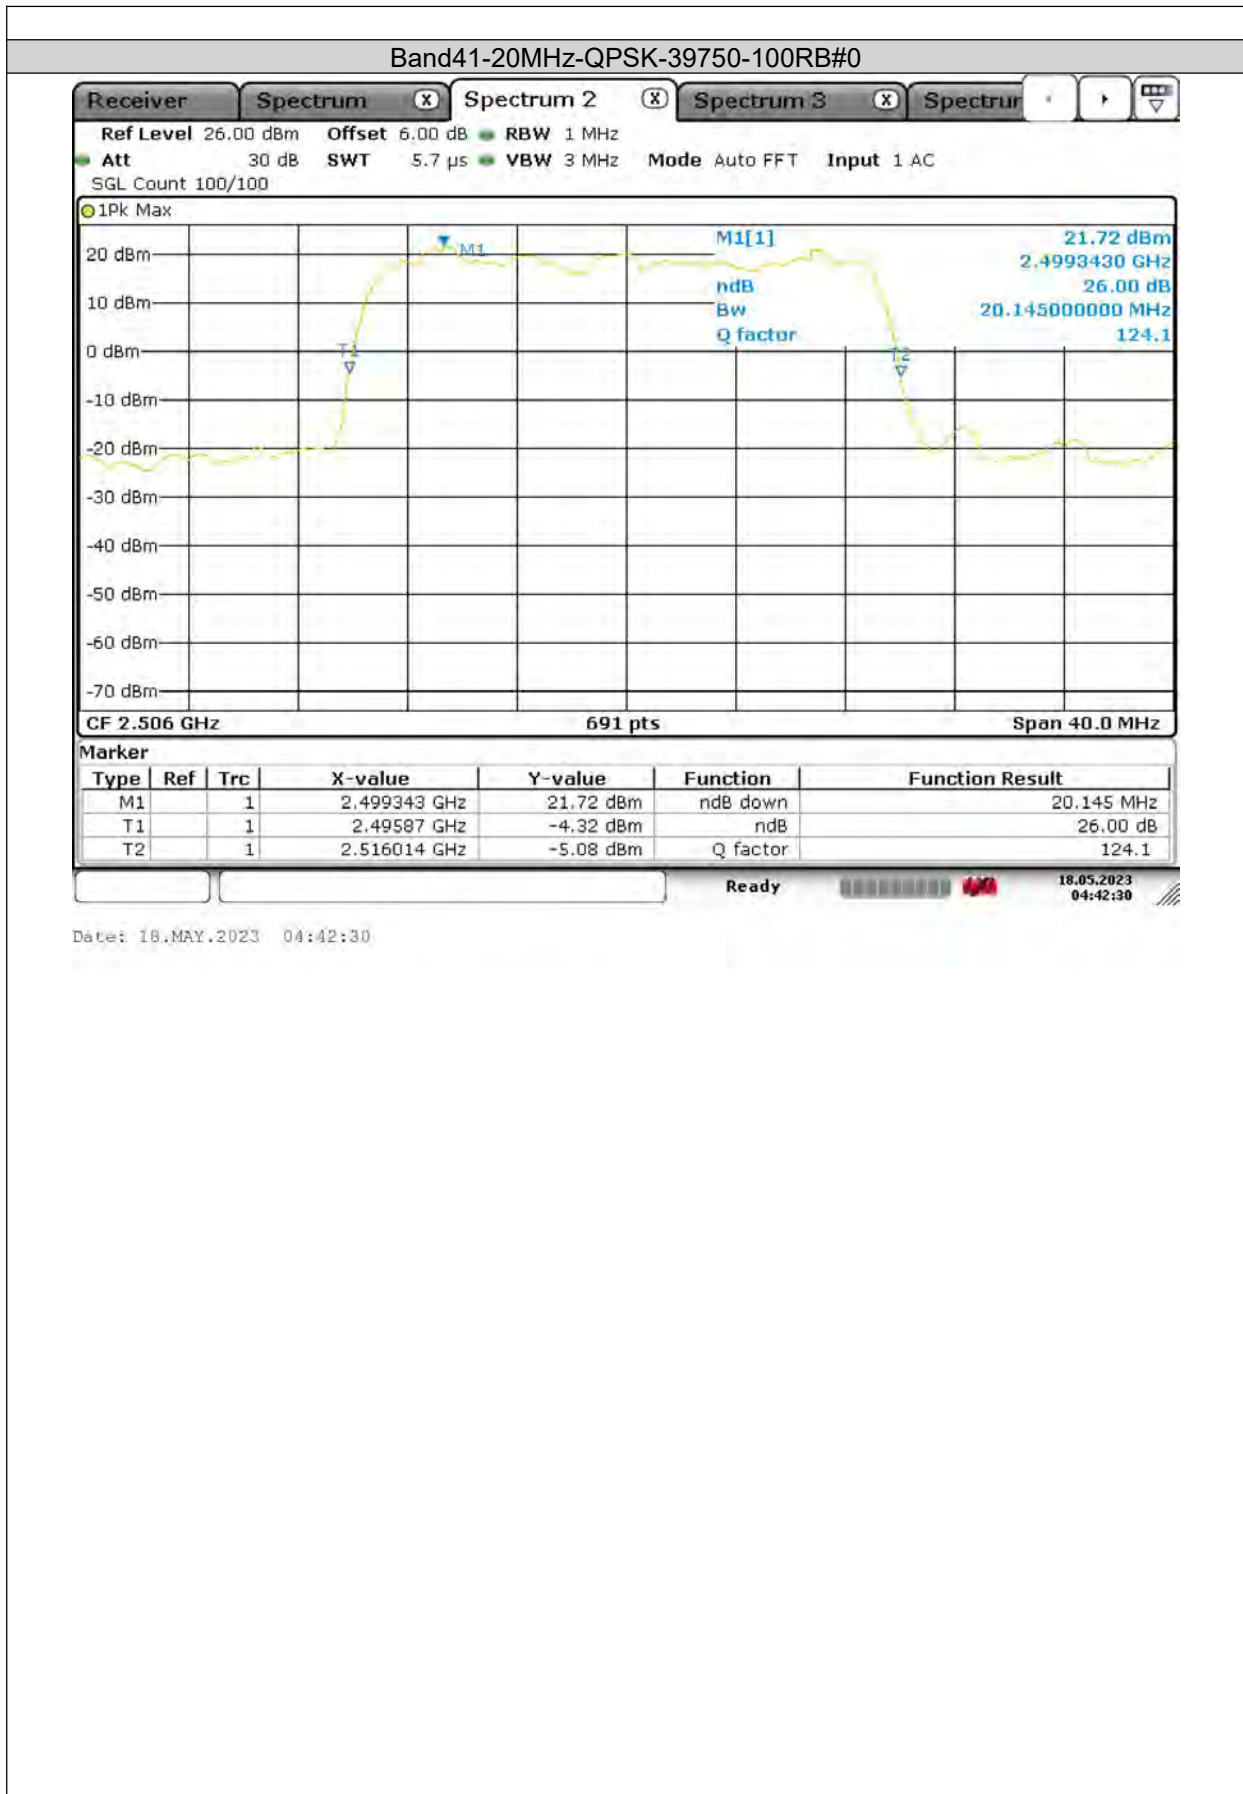 Band41-20MHz-QPSK-39750-100RB#0
Receiver Spectrum X Spectrum 2 X Spectrum 3 X Spectrur
Ref Level 26.00 dBm Offset 6.00 dB RBW 1 MHz
Att 30 dB SWT 5.7 µs VBW 3 MHz Mode Auto FFT Input 1 AC
SGL Count 100/100
1Pk Max
M1[1] 21.72 dBm
2.4993430 GHz
ndB 26.00 dB
Bw 20.145000000 MHz
Q factor 124.1
M1
T1
T2
20 dBm
10 dBm
0 dBm
-10 dBm
-20 dBm
-30 dBm
-40 dBm
-50 dBm
-60 dBm
-70 dBm
CF 2.506 GHz 691 pts Span 40.0 MHz
Marker
Type Ref Trc X-value Y-value Function Function Result
M1 1 2.499343 GHz 21.72 dBm ndB down 20.145 MHz
T1 1 2.49587 GHz -4.32 dBm ndB 26.00 dB
T2 1 2.516014 GHz -5.08 dBm Q factor 124.1
Ready 18.05.2023
04:42:30
Date: 18.MAY.2023 04:42:30